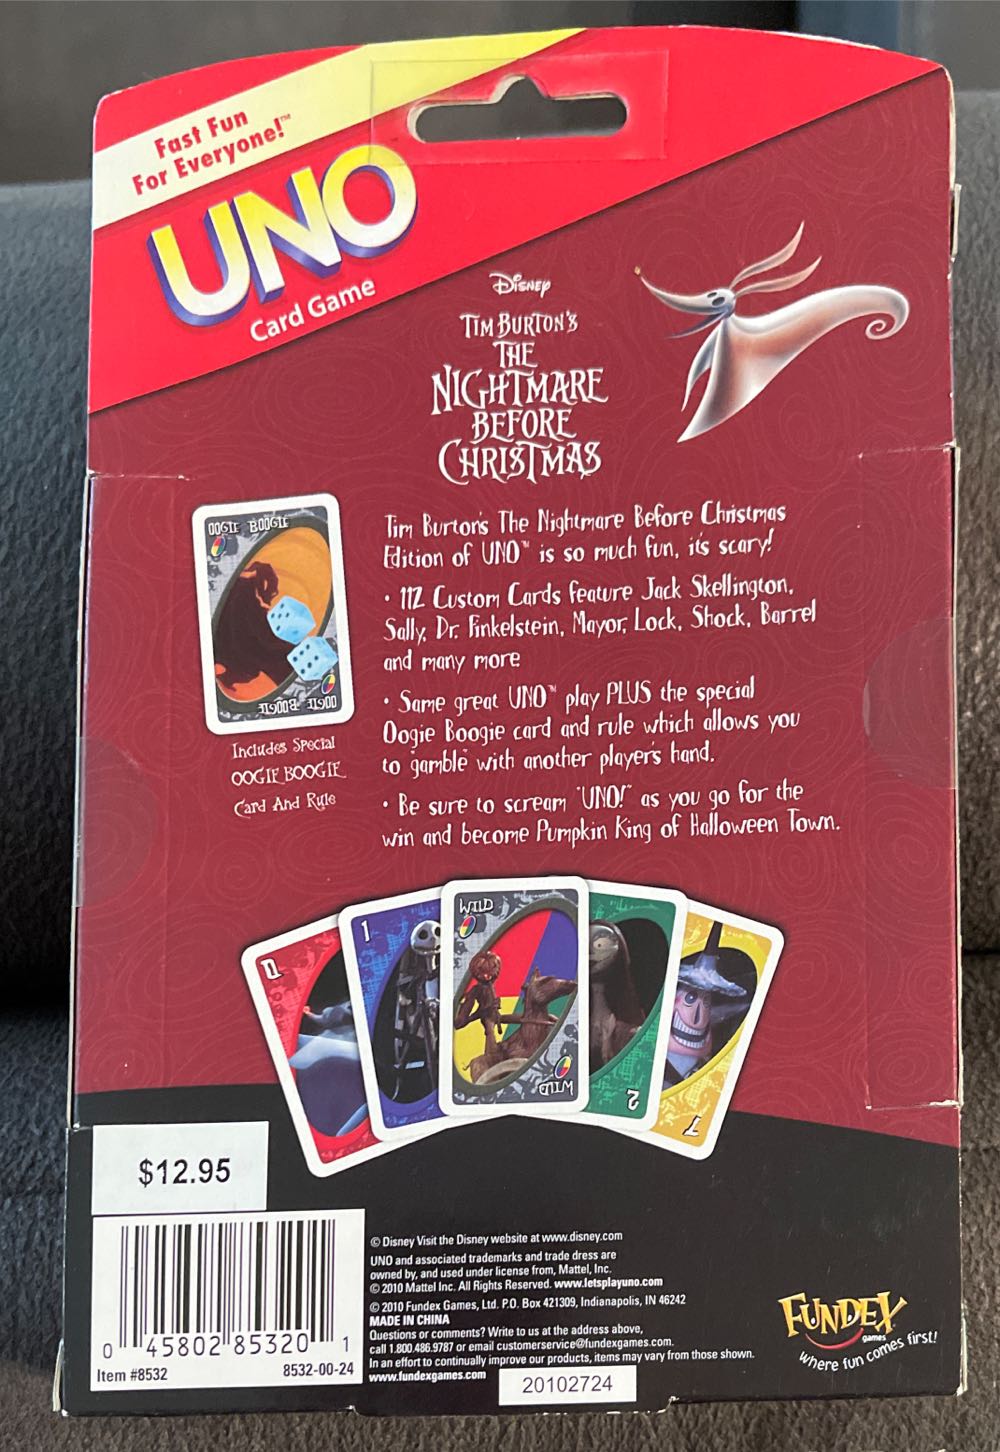 Fast Fun
For Everyone!™
UNO
Card Game
Disney
TIM BURTON'S
THE
NIGHTMARE
BEFORE
CHRISTMAS
OOGIE BOOGIE
OOGIE BOOGIE
Includes Special
OOGIE BOOGIE
Card And Rule
Tim Burton's The Nightmare Before Christmas
Edition of UNO™ is so much fun, it's scary!
• 112 Custom Cards feature Jack Skellington,
Sally, Dr. Finkelstein, Mayor, Lock, Shock, Barrel
and many more
• Same great UNO™ play PLUS the special
Oogie Boogie card and rule which allows you
to gamble with another player's hand.
• Be sure to scream "UNO!" as you go for the
win and become Pumpkin King of Halloween Town.
0
1
WILD
WILD
2
7
$12.95
0 45802 85320 1
Item #8532
8532-00-24
© Disney Visit the Disney website at www.disney.com
UNO and associated trademarks and trade dress are
owned by, and used under license from, Mattel, Inc.
© 2010 Mattel Inc. All Rights Reserved. www.letsplayuno.com
© 2010 Fundex Games, Ltd. P.O. Box 421309, Indianapolis, IN 46242
MADE IN CHINA
Questions or comments? Write to us at the address above,
call 1.800.486.9787 or email customerservice@fundexgames.com.
In an effort to continually improve our products, items may vary from those shown.
www.fundexgames.com
20102724
FUNDEX
games
where fun comes first!